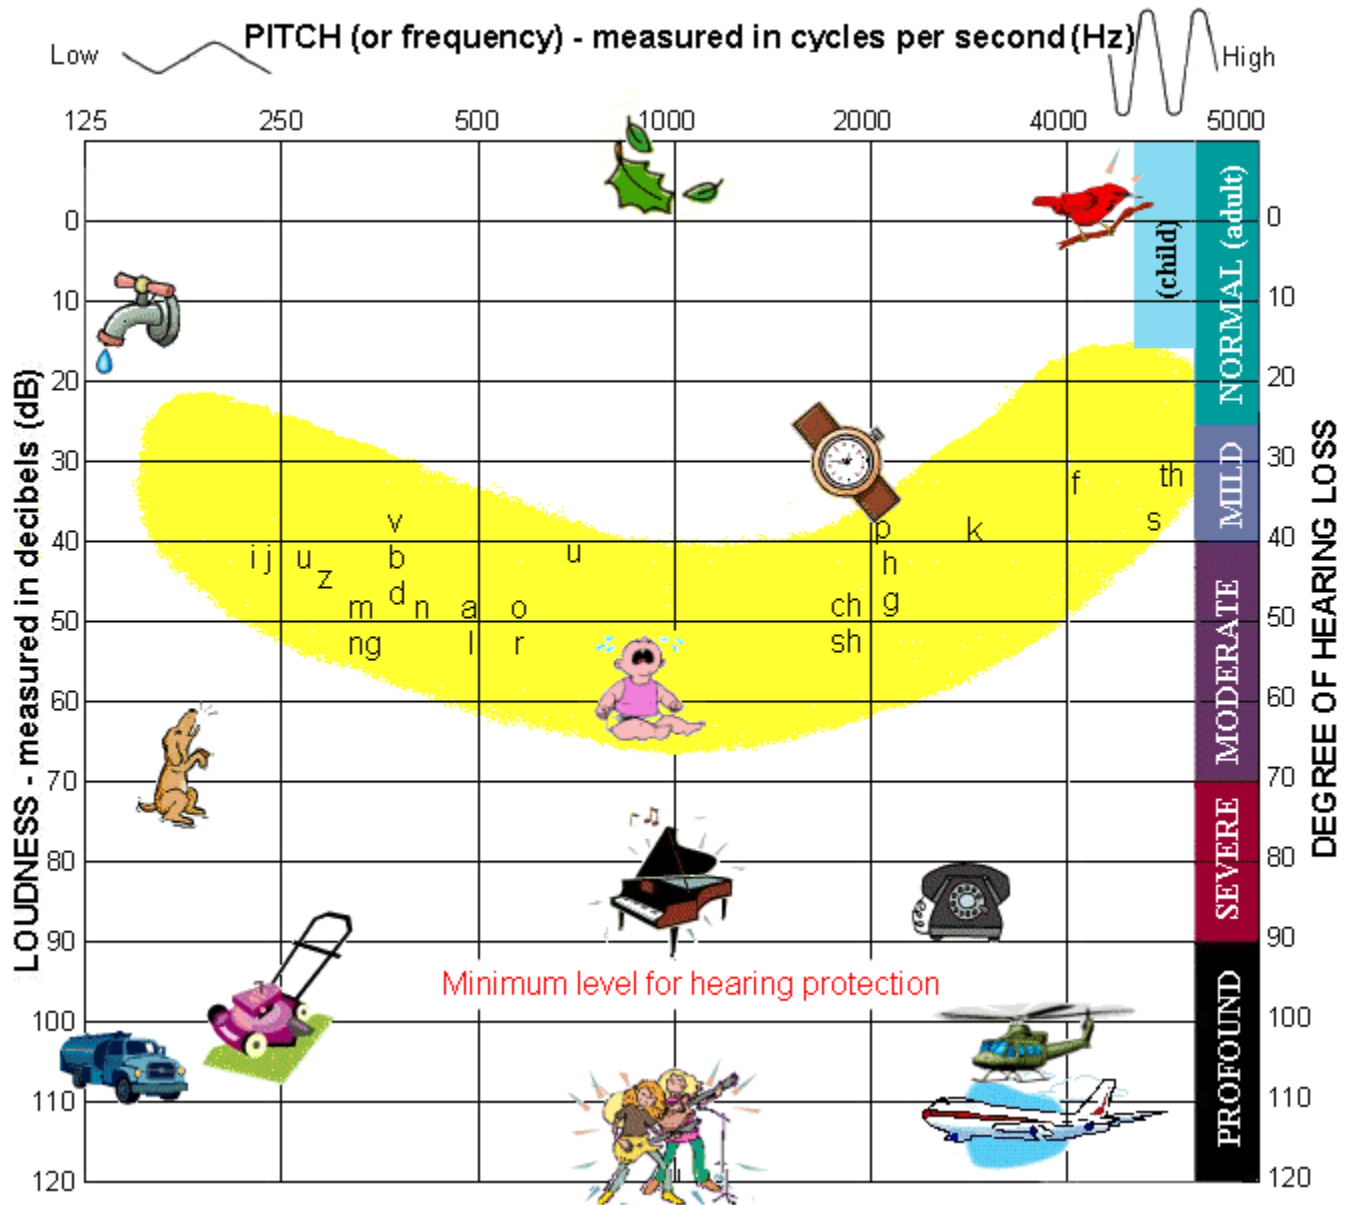 PITCH (or frequency) - measured in cycles per second (Hz)
Low
High
125 250 500 1000 2000 4000 5000
0
10
20
30
40
50
60
70
80
90
100
110
120
LOUDNESS - measured in decibels (dB)
v
i j u b u
z
d
m n a o
ng l r
p k
h
ch g
sh
f th
s
Minimum level for hearing protection
(child)
NORMAL (adult)
MILD
MODERATE
SEVERE
PROFOUND
0
10
20
30
40
50
60
70
80
90
100
110
120
DEGREE OF HEARING LOSS